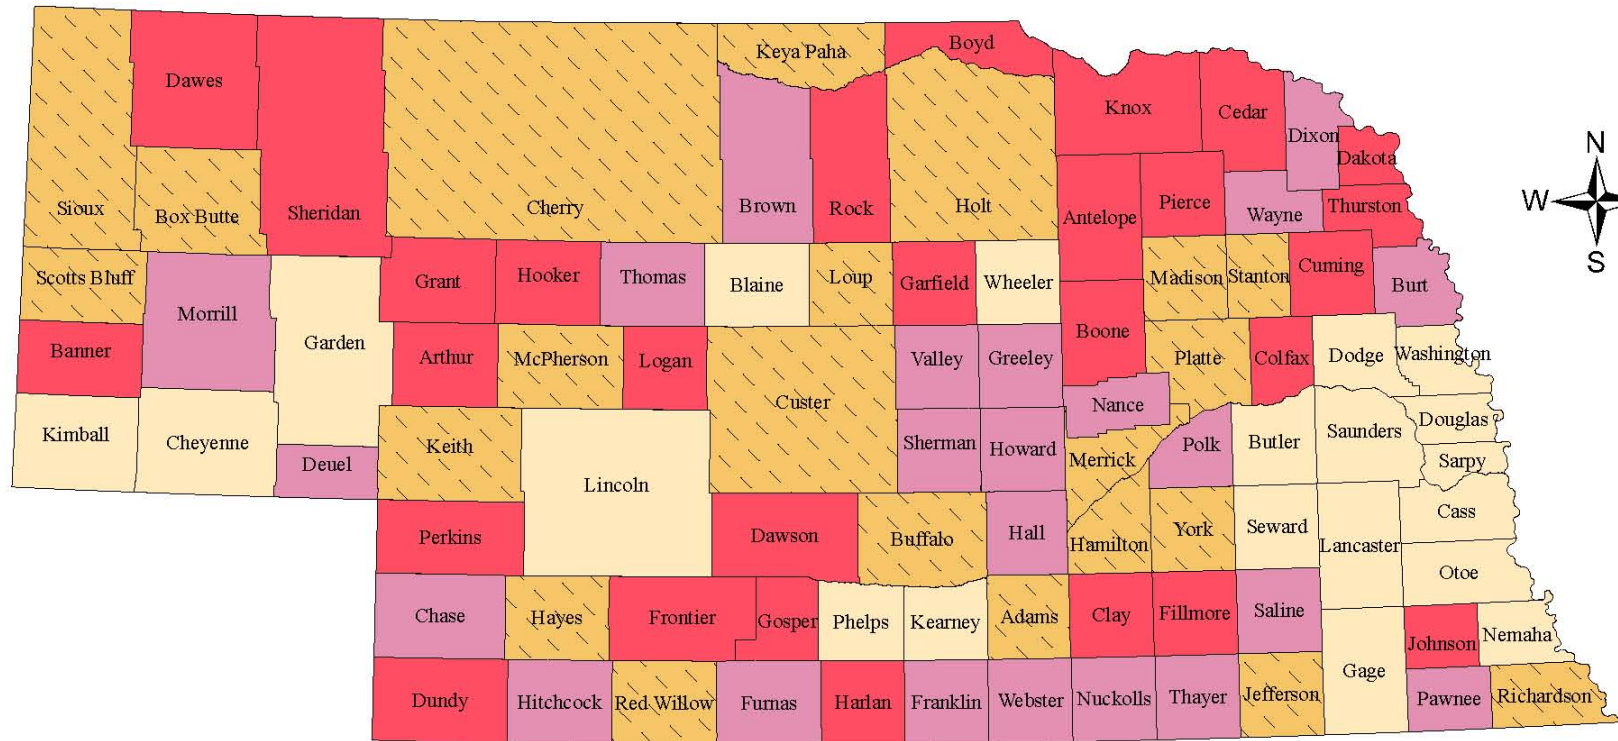 Boyd
Keya Paha
Dawes
Knox
Cedar
Dixon
N
Dakota
W
S
Sioux
Box Butte
Sheridan
Cherry
Brown
Rock
Holt
Antelope
Pierce
Wayne
Thurston
Scotts Bluff
Morrill
Grant
Hooker
Thomas
Blaine
Loup
Garfield
Wheeler
Madison
Stanton
Cuming
Burt
Banner
Garden
Arthur
McPherson
Logan
Valley
Greeley
Boone
Platte
Colfax
Dodge
Washington
Kimball
Cheyenne
Deuel
Keith
Custer
Sherman
Howard
Nance
Merrick
Polk
Butler
Saunders
Douglas
Sarpy
Lincoln
Perkins
Dawson
Buffalo
Hall
Hamilton
York
Seward
Lancaster
Cass
Otoe
Chase
Hayes
Frontier
Gosper
Phelps
Kearney
Adams
Clay
Fillmore
Saline
Johnson
Nemaha
Gage
Dundy
Hitchcock
Red Willow
Furnas
Harlan
Franklin
Webster
Nuckolls
Thayer
Jefferson
Pawnee
Richardson